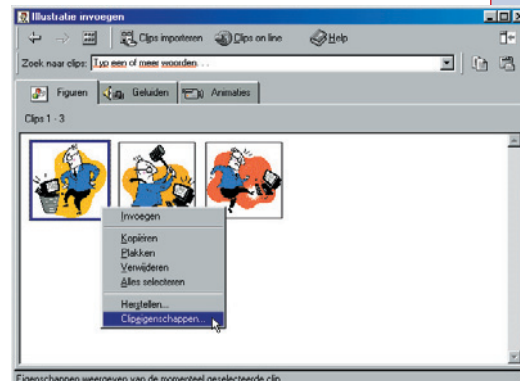 Illustratie invoegen
Clips importeren Clips on line Help
Zoek naar clips: Typ een of meer woorden. . .
Figuren Geluiden Animaties
Clips 1 - 3
Invoegen
Kopiëren
Plakken
Verwijderen
Alles selecteren
Herstellen...
Clipeigenschappen...
Eigenschappen weergeven van de momenteel geselecteerde clip